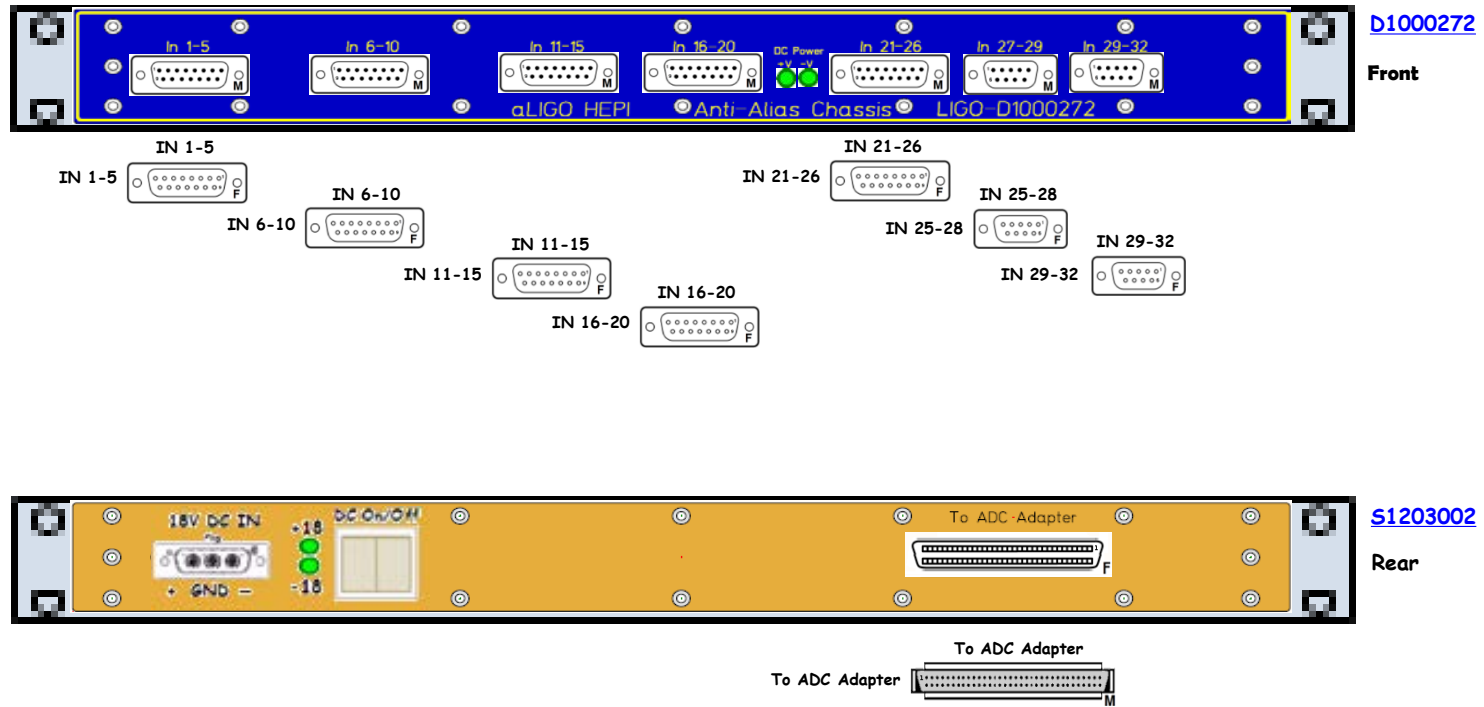 D1000272
In 1-5 In 6-10 In 11-15 In 16-20 DC Power In 21-26 In 27-29 In 29-32
+V -V
M M M M M M M
Front
aLIGO HEPI Anti-Alias Chassis LIGO-D1000272
IN 1-5
IN 1-5 F
IN 6-10
IN 6-10 F
IN 11-15
IN 11-15 F
IN 16-20
IN 16-20 F
IN 21-26
IN 21-26 F
IN 25-28
IN 25-28 F
IN 29-32
IN 29-32 F
18V DC IN +18 DC On/Off To ADC-Adapter S1203002
F
Rear
+ GND - -18
To ADC Adapter
To ADC Adapter
M